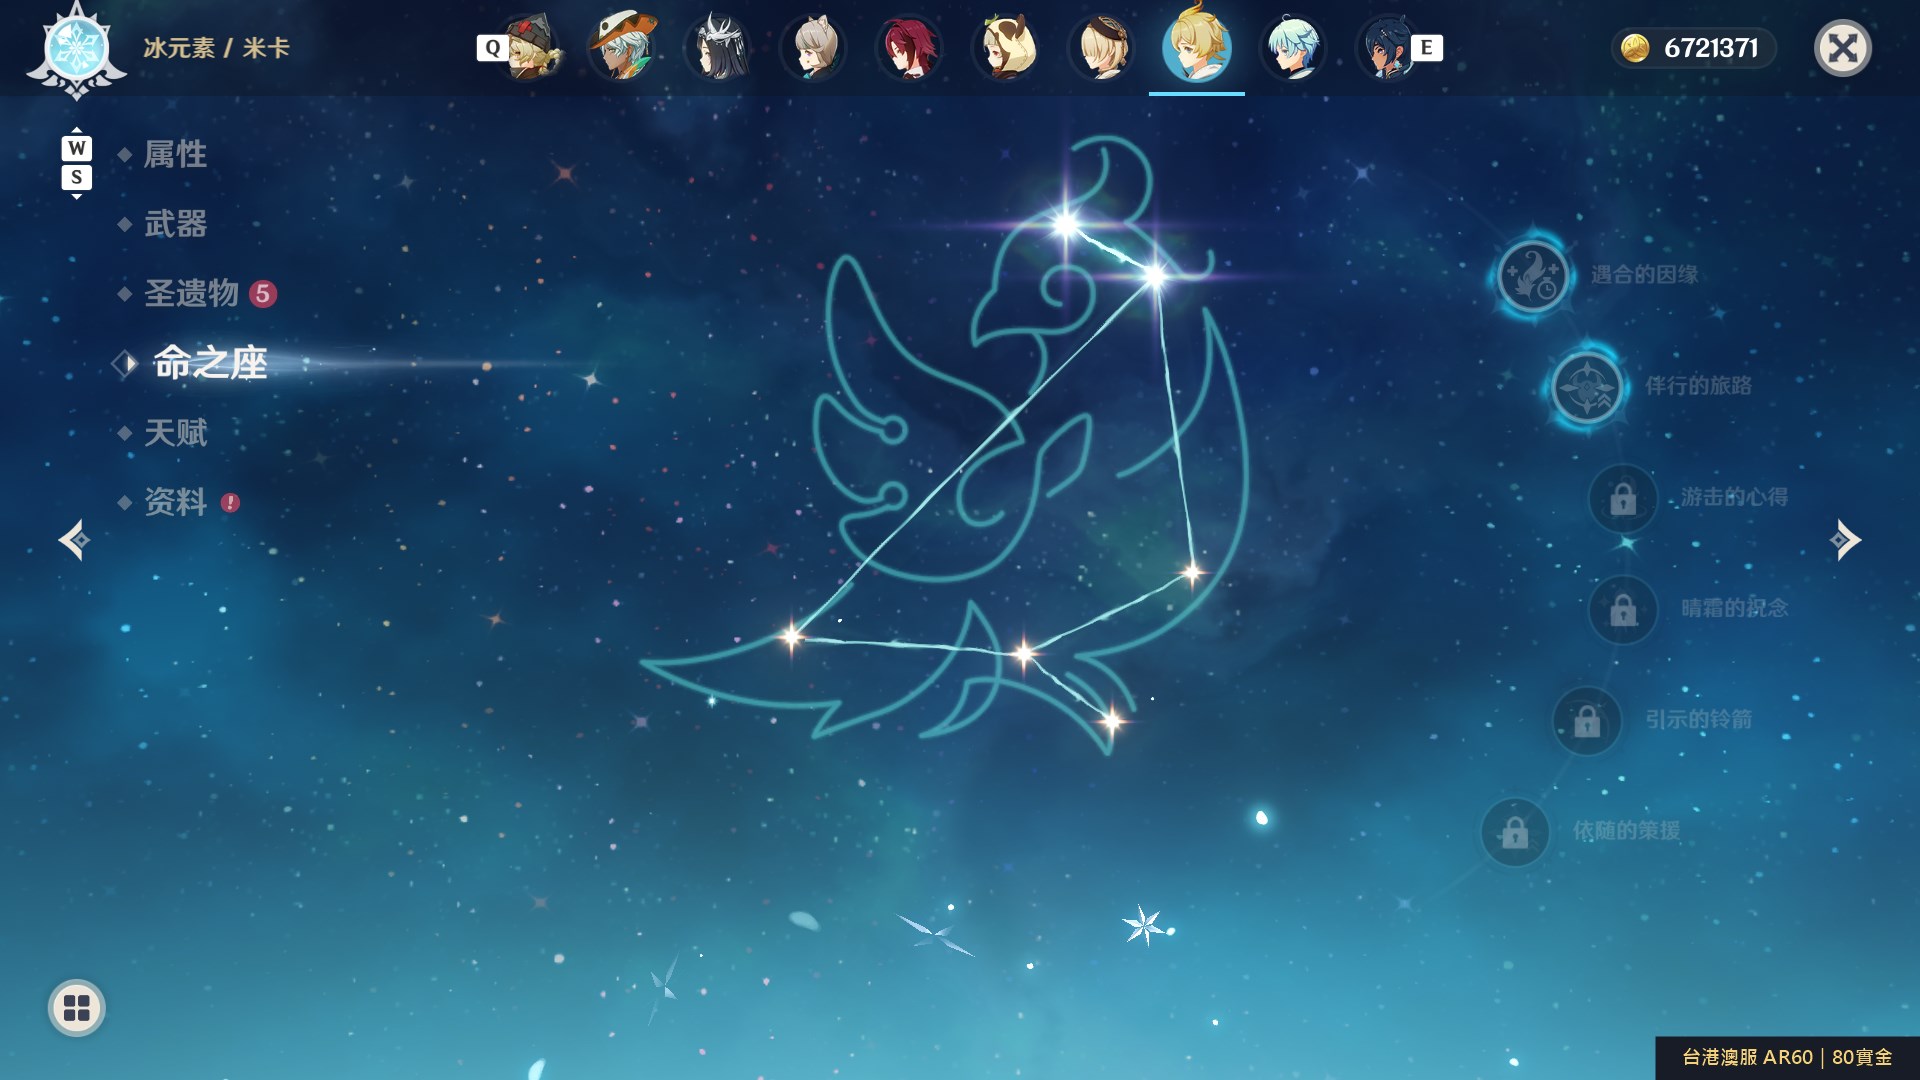 冰元素 / 米卡
Q
E
6721371
W
S
属性
武器
圣遗物 5
命之座
天赋
资料 !
遇合的因缘
伴行的旅路
游击的心得
晴霜的祝念
引示的铃箭
依随的策援
台港澳服 AR60 | 80實金